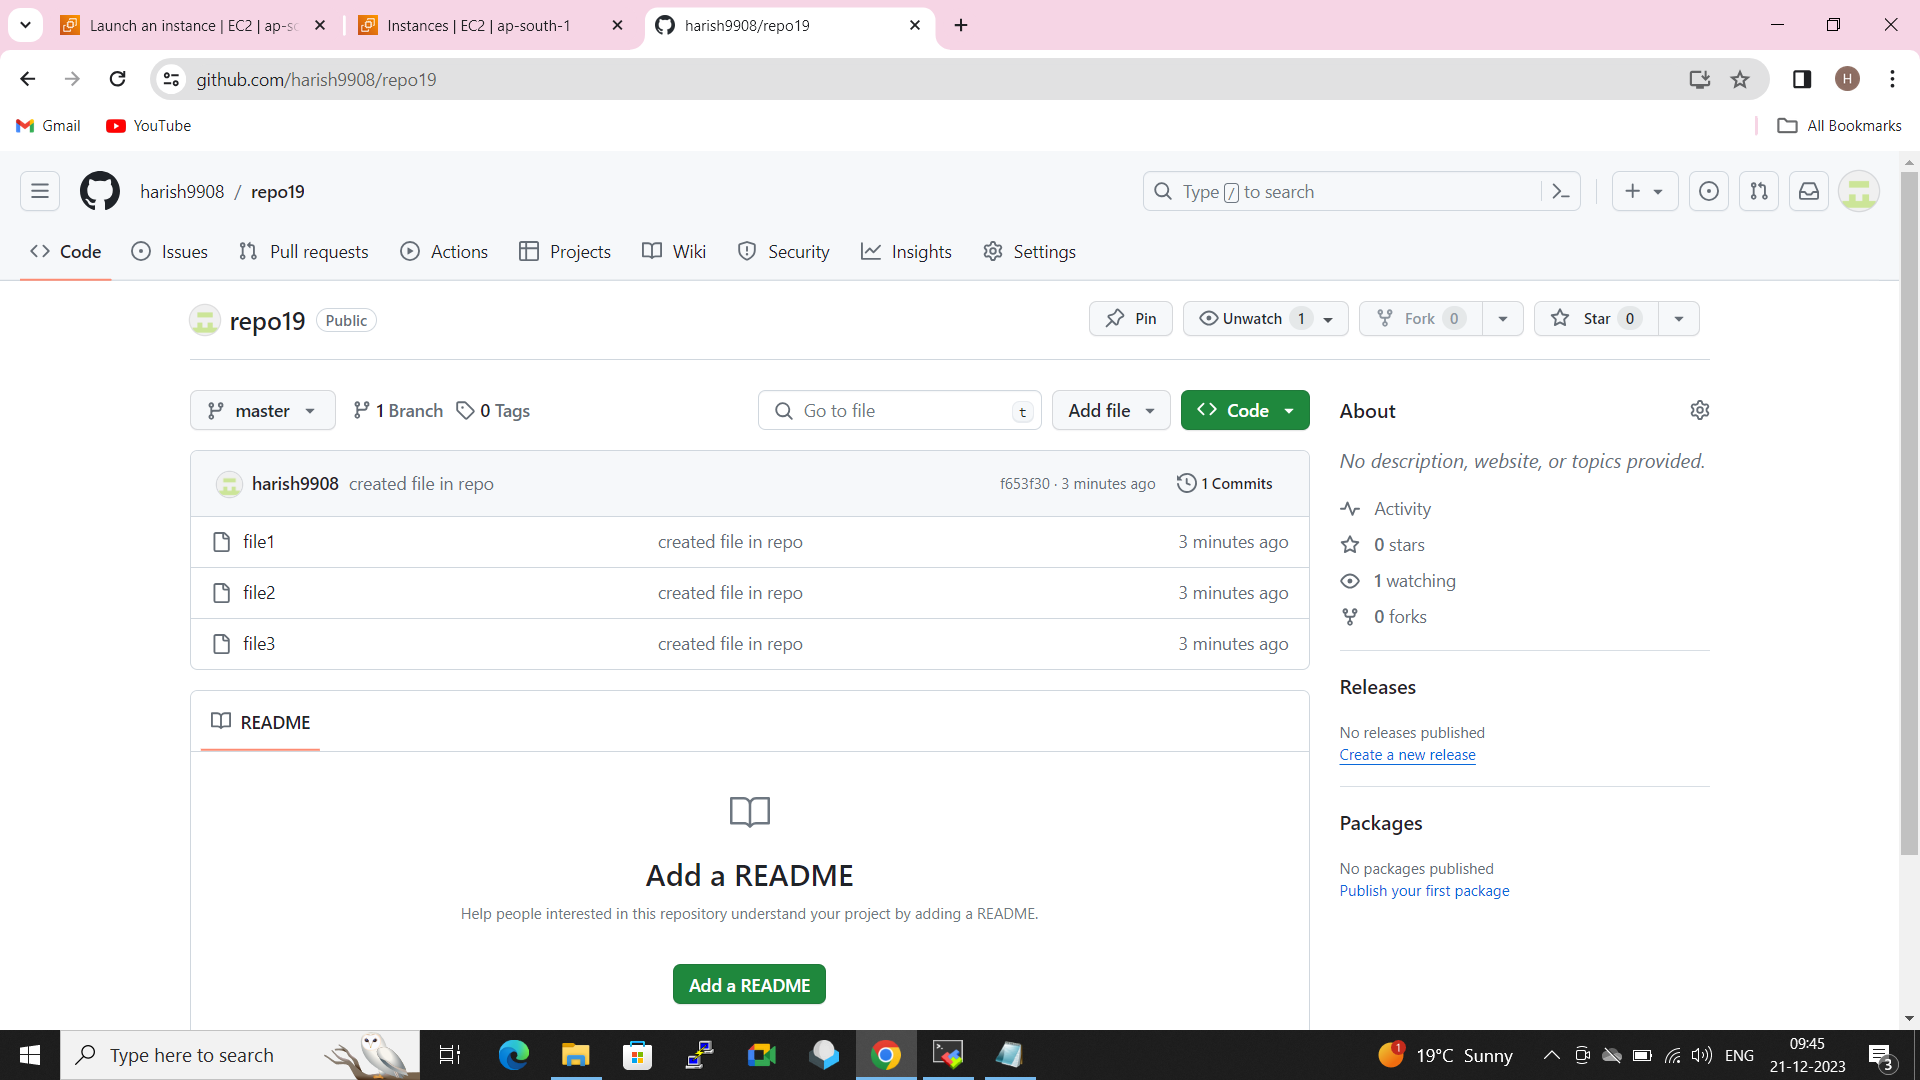 Launch an instance | EC2 | ap-sc
Instances | EC2 | ap-south-1
harish9908/repo19
github.com/harish9908/repo19
H
Gmail
YouTube
All Bookmarks
harish9908 / repo19
Type / to search
Code
Issues
Pull requests
Actions
Projects
Wiki
Security
Insights
Settings
repo19 Public
Pin
Unwatch 1
Fork 0
Star 0
master
1 Branch
0 Tags
Go to file t
Add file
Code
About
No description, website, or topics provided.
harish9908 created file in repo f653f30 · 3 minutes ago 1 Commits
file1 created file in repo 3 minutes ago
file2 created file in repo 3 minutes ago
file3 created file in repo 3 minutes ago
Activity
0 stars
1 watching
0 forks
README
Add a README
Help people interested in this repository understand your project by adding a README.
Add a README
Releases
No releases published
Create a new release
Packages
No packages published
Publish your first package
Type here to search
1
19°C Sunny
ENG
09:45
21-12-2023
3